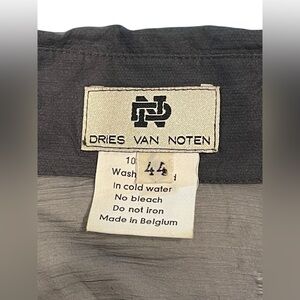 DRIES VAN NOTEN
44
10
Wash
In cold water
No bleach
Do not iron
Made in Belgium